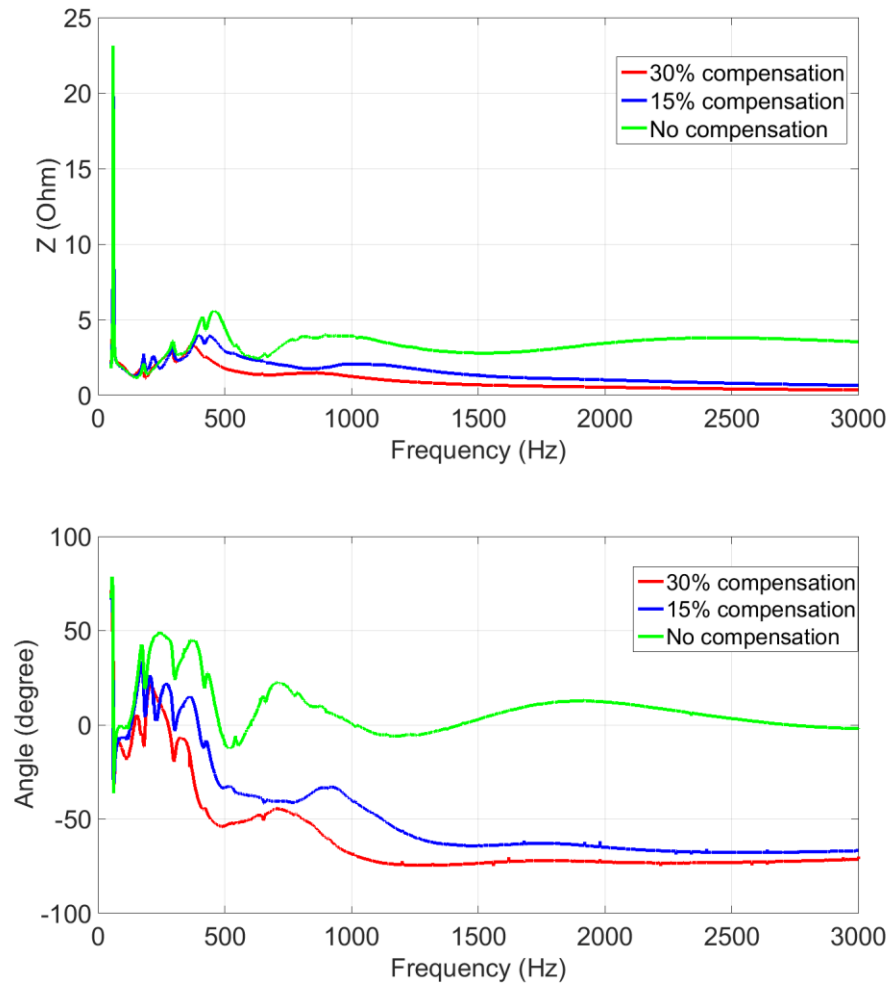 25
20
15
10
5
0
Z (Ohm)
30% compensation
15% compensation
No compensation
0 500 1000 1500 2000 2500 3000
Frequency (Hz)
100
50
0
-50
-100
Angle (degree)
30% compensation
15% compensation
No compensation
0 500 1000 1500 2000 2500 3000
Frequency (Hz)